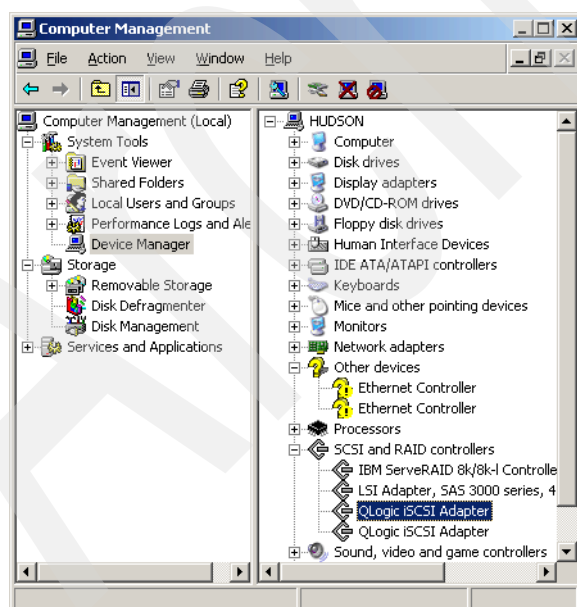 Computer Management
File Action View Window Help
Computer Management (Local)
System Tools
Event Viewer
Shared Folders
Local Users and Groups
Performance Logs and Ale
Device Manager
Storage
Removable Storage
Disk Defragmenter
Disk Management
Services and Applications
HUDSON
Computer
Disk drives
Display adapters
DVD/CD-ROM drives
Floppy disk drives
Human Interface Devices
IDE ATA/ATAPI controllers
Keyboards
Mice and other pointing devices
Monitors
Network adapters
Other devices
Ethernet Controller
Ethernet Controller
Processors
SCSI and RAID controllers
IBM ServeRAID 8k/8k-l Controlle
LSI Adapter, SAS 3000 series, 4
QLogic iSCSI Adapter
QLogic iSCSI Adapter
Sound, video and game controllers